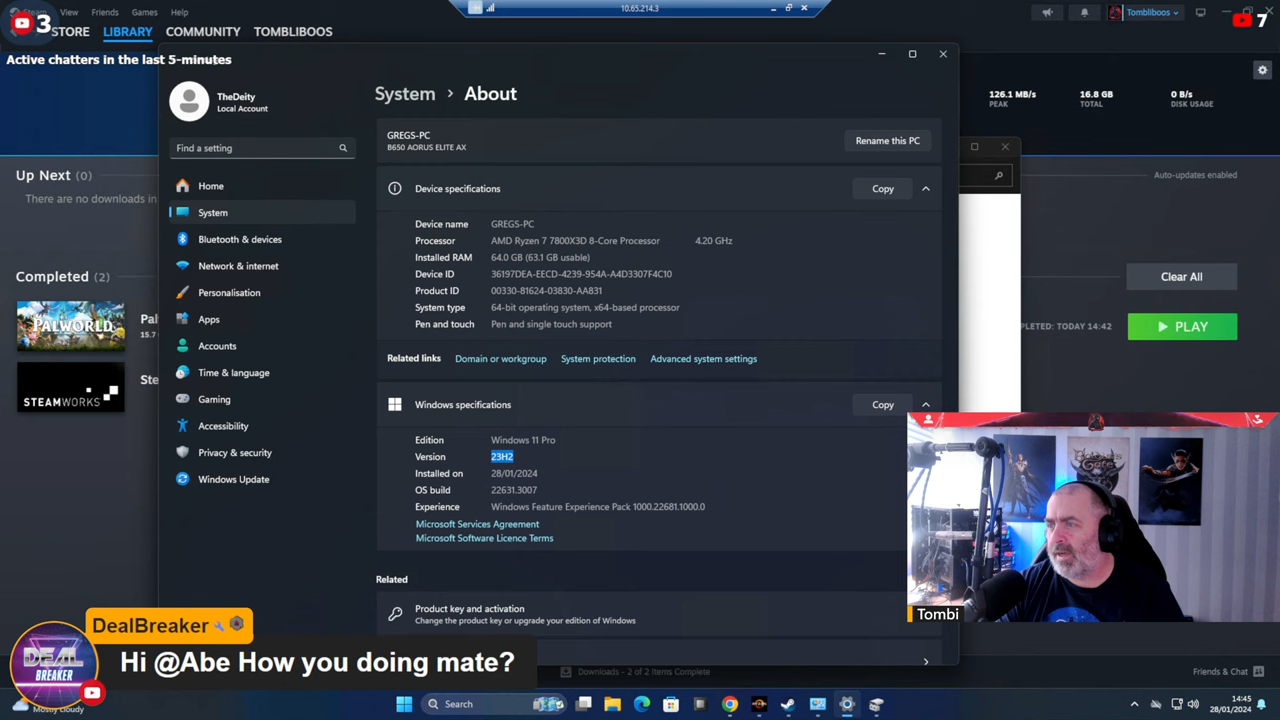 Steam View Friends Games Help
3
STORE LIBRARY COMMUNITY TOMBLIBOOS
10.65.214.3
Tombliboos
7
Active chatters in the last 5-minutes
126.1 MB/s 16.8 GB 0 B/s
PEAK TOTAL DISK USAGE
TheDeity
Local Account
Find a setting
Home
System
Bluetooth & devices
Network & internet
Personalisation
Apps
Accounts
Time & language
Gaming
Accessibility
Privacy & security
Windows Update
System > About
GREGS-PC
B650 AORUS ELITE AX
Rename this PC
Device specifications
Copy
Device name GREGS-PC
Processor AMD Ryzen 7 7800X3D 8-Core Processor 4.20 GHz
Installed RAM 64.0 GB (63.1 GB usable)
Device ID 36197DEA-EECD-4239-954A-A4D3307F4C10
Product ID 00330-81624-03830-AA831
System type 64-bit operating system, x64-based processor
Pen and touch Pen and single touch support
Related links Domain or workgroup System protection Advanced system settings
Windows specifications
Copy
Edition Windows 11 Pro
Version 23H2
Installed on 28/01/2024
OS build 22631.3007
Experience Windows Feature Experience Pack 1000.22681.1000.0
Microsoft Services Agreement
Microsoft Software Licence Terms
Related
Product key and activation
Change the product key or upgrade your edition of Windows
Up Next (0)
Auto-updates enabled
There are no downloads in
Completed (2)
Clear All
PALWORLD
Pal
15.7
PLETED: TODAY 14:42
PLAY
STEAMWORKS
Ste
Tombi
DEAL BREAKER
DealBreaker
Hi @Abe How you doing mate?
Downloads - 2 of 2 Items Complete
Friends & Chat
Mostly cloudy
Search
14:45
28/01/2024